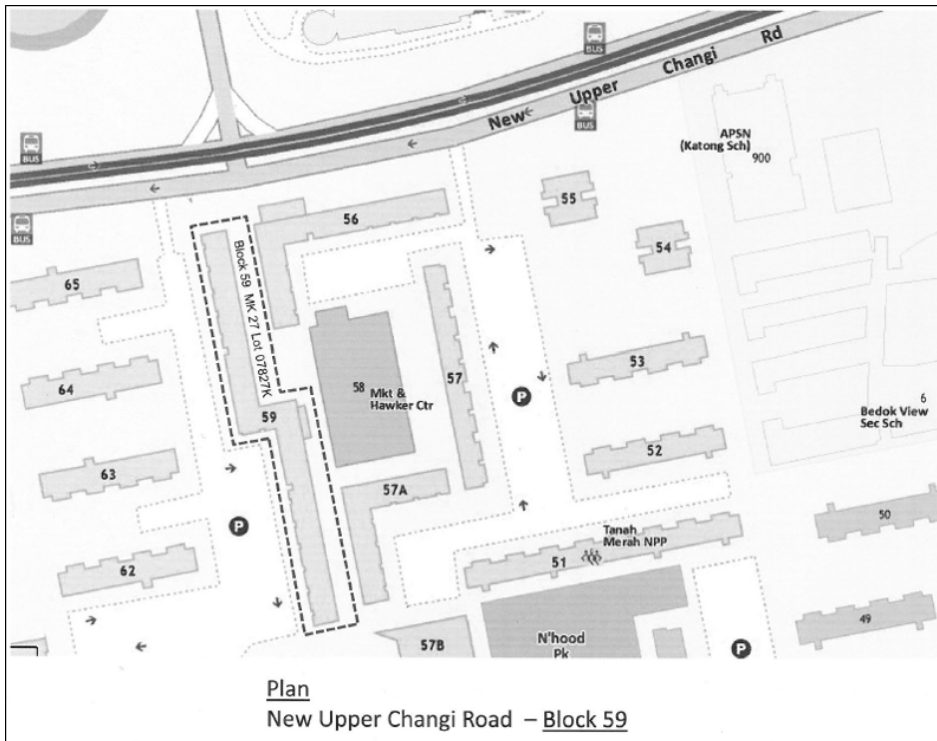 BUS
BUS
BUS
BUS
New Upper Changi Rd
APSN
(Katong Sch)
900
56
55
54
65
Block 59 MK 27 Lot 07827K
64
58
Mkt &
Hawker Ctr
57
53
P
59
6
Bedok View
Sec Sch
63
52
57A
P
50
Tanah
Merah NPP
62
51
49
57B
N'hood
Pk
P
Plan
New Upper Changi Road – Block 59